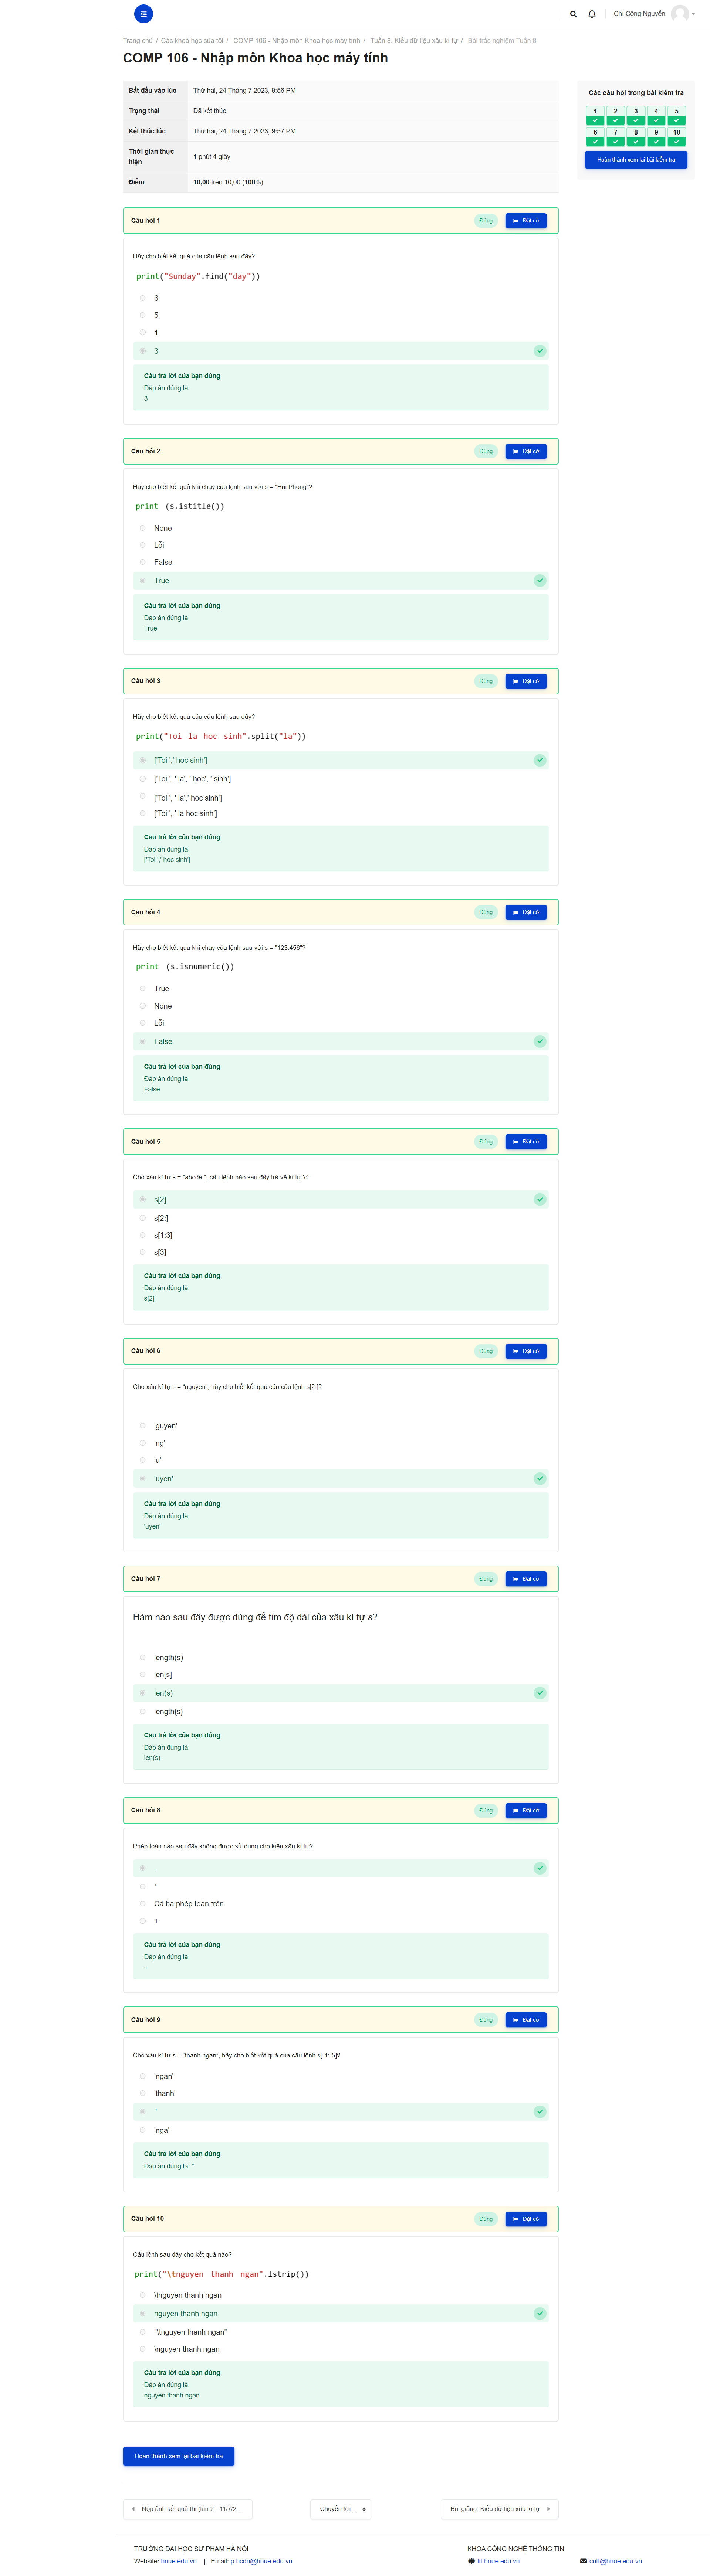 Chí Công Nguyễn
Trang chủ / Các khoá học của tôi / COMP 106 - Nhập môn Khoa học máy tính / Tuần 8: Kiểu dữ liệu xâu kí tự / Bài trắc nghiệm Tuần 8
COMP 106 - Nhập môn Khoa học máy tính
Bắt đầu vào lúc Thứ hai, 24 Tháng 7 2023, 9:56 PM
Trạng thái Đã kết thúc
Kết thúc lúc Thứ hai, 24 Tháng 7 2023, 9:57 PM
Thời gian thực hiện 1 phút 4 giây
Điểm 10,00 trên 10,00 (100%)
Các câu hỏi trong bài kiểm tra
1 2 3 4 5
6 7 8 9 10
Hoàn thành xem lại bài kiểm tra
Câu hỏi 1 Đúng Đặt cờ
Hãy cho biết kết quả của câu lệnh sau đây?
print("Sunday".find("day"))
6
5
1
3
Câu trả lời của bạn đúng
Đáp án đúng là:
3
Câu hỏi 2 Đúng Đặt cờ
Hãy cho biết kết quả khi chạy câu lệnh sau với s = "Hai Phong"?
print (s.istitle())
None
Lỗi
False
True
Câu trả lời của bạn đúng
Đáp án đúng là:
True
Câu hỏi 3 Đúng Đặt cờ
Hãy cho biết kết quả của câu lệnh sau đây?
print("Toi la hoc sinh".split("la"))
['Toi ',' hoc sinh']
['Toi ', ' la', ' hoc', ' sinh']
['Toi ', ' la',' hoc sinh']
['Toi ', ' la hoc sinh']
Câu trả lời của bạn đúng
Đáp án đúng là:
['Toi ',' hoc sinh']
Câu hỏi 4 Đúng Đặt cờ
Hãy cho biết kết quả khi chạy câu lệnh sau với s = "123.456"?
print (s.isnumeric())
True
None
Lỗi
False
Câu trả lời của bạn đúng
Đáp án đúng là:
False
Câu hỏi 5 Đúng Đặt cờ
Cho xâu kí tự s = "abcdef", câu lệnh nào sau đây trả về kí tự 'c'
s[2]
s[2:]
s[1:3]
s[3]
Câu trả lời của bạn đúng
Đáp án đúng là:
s[2]
Câu hỏi 6 Đúng Đặt cờ
Cho xâu kí tự s = "nguyen", hãy cho biết kết quả của câu lệnh s[2:]?
'guyen'
'ng'
'u'
'uyen'
Câu trả lời của bạn đúng
Đáp án đúng là:
'uyen'
Câu hỏi 7 Đúng Đặt cờ
Hàm nào sau đây được dùng để tìm độ dài của xâu kí tự s?
length(s)
len[s]
len(s)
length{s}
Câu trả lời của bạn đúng
Đáp án đúng là:
len(s)
Câu hỏi 8 Đúng Đặt cờ
Phép toán nào sau đây không được sử dụng cho kiểu xâu kí tự?
-
*
Cả ba phép toán trên
+
Câu trả lời của bạn đúng
Đáp án đúng là:
-
Câu hỏi 9 Đúng Đặt cờ
Cho xâu kí tự s = "thanh ngan", hãy cho biết kết quả của câu lệnh s[-1:-5]?
'ngan'
'thanh'
''
'nga'
Câu trả lời của bạn đúng
Đáp án đúng là: ''
Câu hỏi 10 Đúng Đặt cờ
Câu lệnh sau đây cho kết quả nào?
print("\tnguyen thanh ngan".lstrip())
\tnguyen thanh ngan
nguyen thanh ngan
"\tnguyen thanh ngan"
\nguyen thanh ngan
Câu trả lời của bạn đúng
Đáp án đúng là:
nguyen thanh ngan
Hoàn thành xem lại bài kiểm tra
Nộp ảnh kết quả thi (lần 2 - 11/7/2... Chuyển tới... Bài giảng: Kiểu dữ liệu xâu kí tự
TRƯỜNG ĐẠI HỌC SƯ PHẠM HÀ NỘI KHOA CÔNG NGHỆ THÔNG TIN
Website: hnue.edu.vn | Email: p.hcdn@hnue.edu.vn fit.hnue.edu.vn cntt@hnue.edu.vn